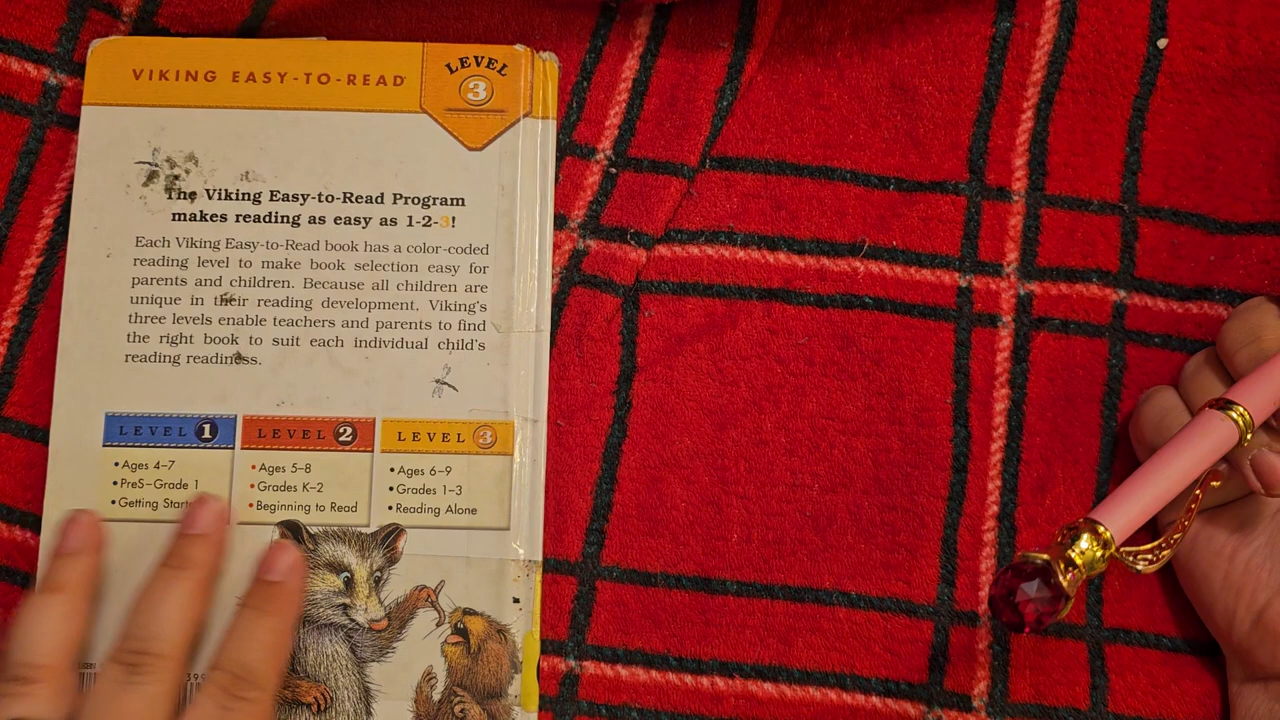 VIKING EASY-TO-READ
LEVEL
3
The Viking Easy-to-Read Program
makes reading as easy as 1-2-3!
Each Viking Easy-to-Read book has a color-coded
reading level to make book selection easy for
parents and children. Because all children are
unique in their reading development, Viking's
three levels enable teachers and parents to find
the right book to suit each individual child's
reading readiness.
LEVEL 1
• Ages 4–7
• PreS–Grade 1
• Getting
LEVEL 2
• Ages 5–8
• Grades K–2
• Beginning to Read
LEVEL 3
• Ages 6–9
• Grades 1–3
• Reading Alone